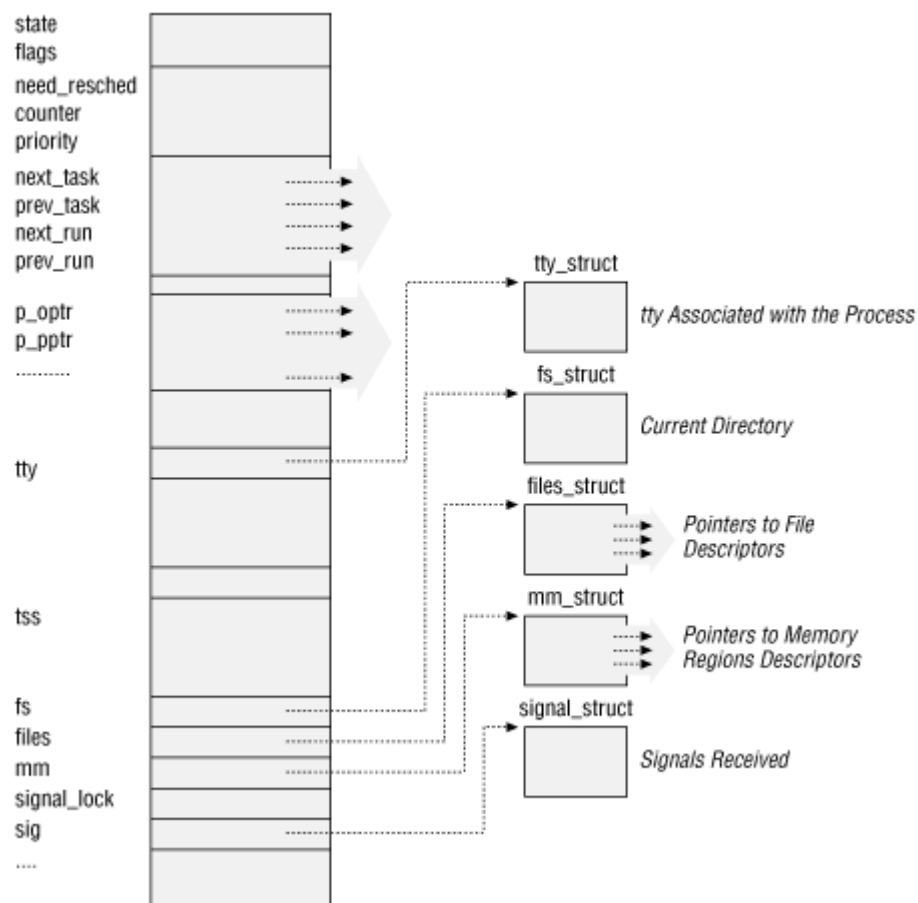 state
flags
need_resched
counter
priority
next_task
prev_task
next_run
prev_run
p_optr
p_pptr
..........
tty
tss
fs
files
mm
signal_lock
sig
....
tty_struct
tty Associated with the Process
fs_struct
Current Directory
files_struct
Pointers to File
Descriptors
mm_struct
Pointers to Memory
Regions Descriptors
signal_struct
Signals Received